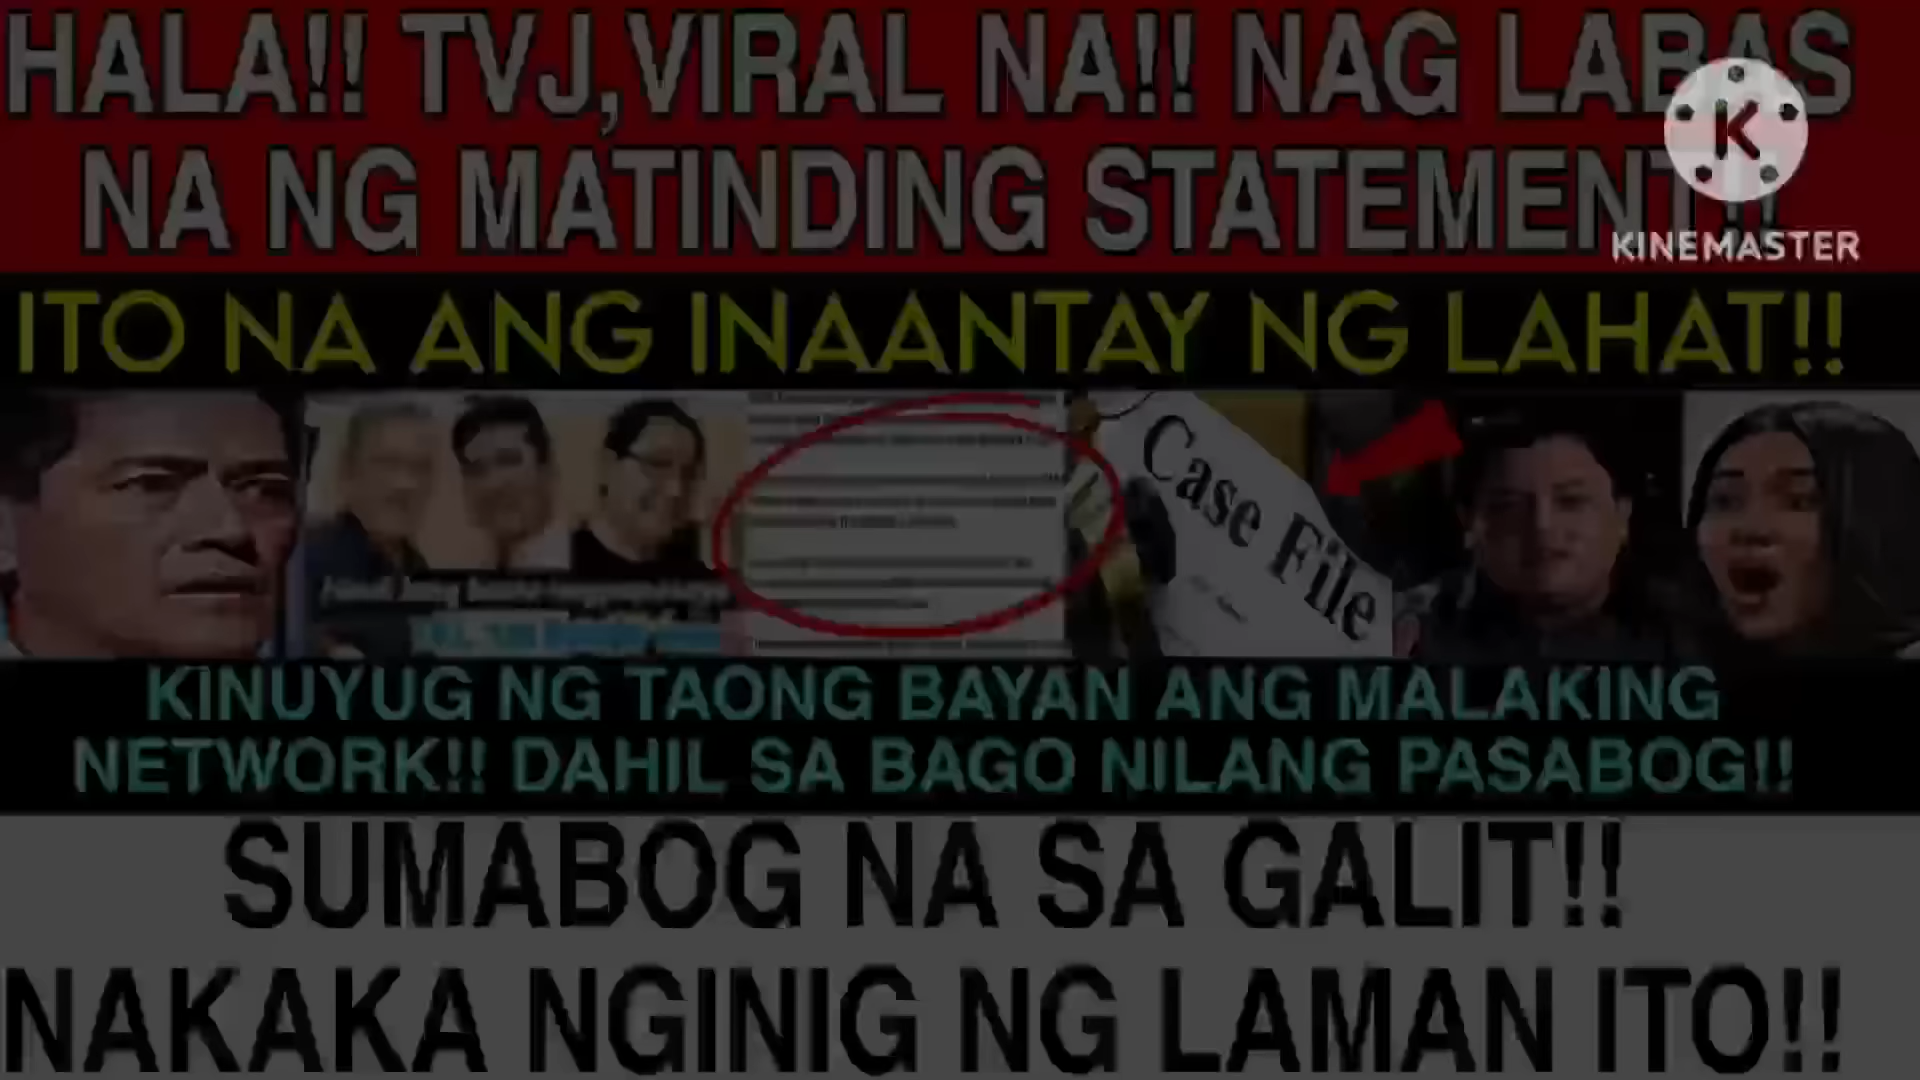 HALA!! TVJ,VIRAL NA!! NAG LABAS
NA NG MATINDING STATEMENT!!
K
KINEMASTER
ITO NA ANG INAANTAY NG LAHAT!!
Case File
KINUYUG NG TAONG BAYAN ANG MALAKING
NETWORK!! DAHIL SA BAGO NILANG PASABOG!!
SUMABOG NA SA GALIT!!
NAKAKA NGINIG NG LAMAN ITO!!